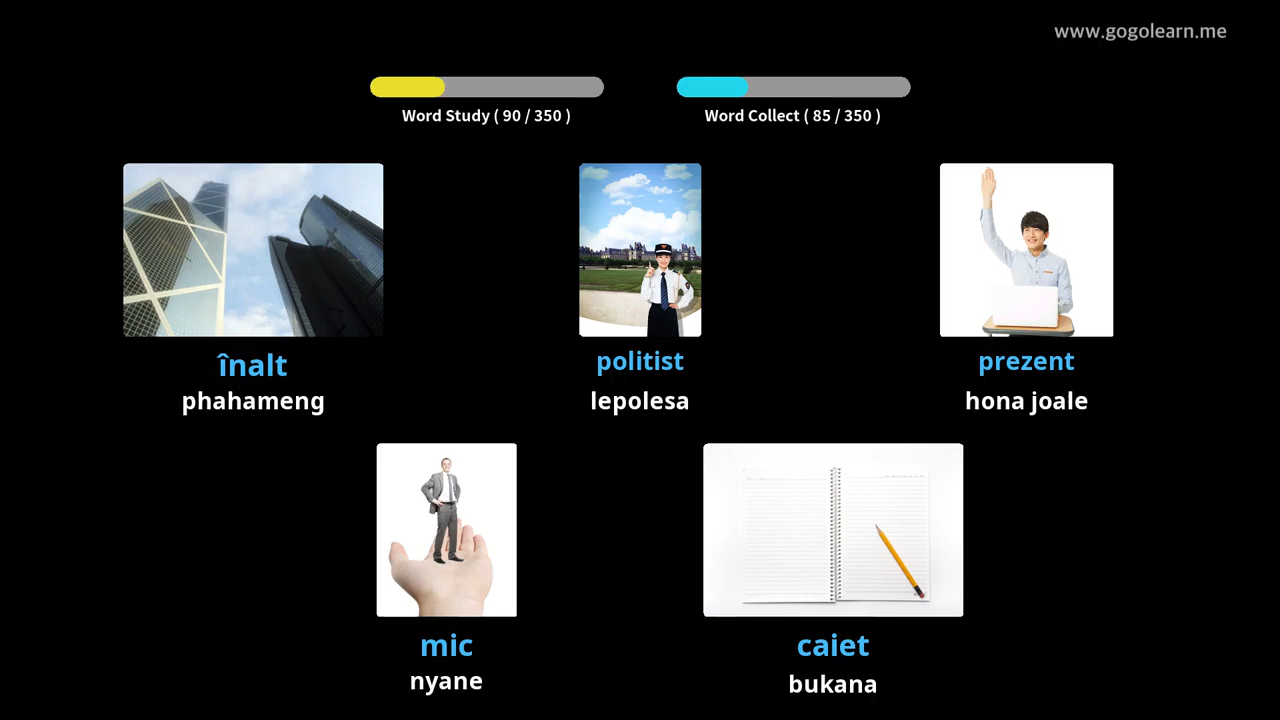 www.gogolearn.me
Word Study ( 90 / 350 )
Word Collect ( 85 / 350 )
înalt
phahameng
politist
lepolesa
prezent
hona joale
mic
nyane
caiet
bukana